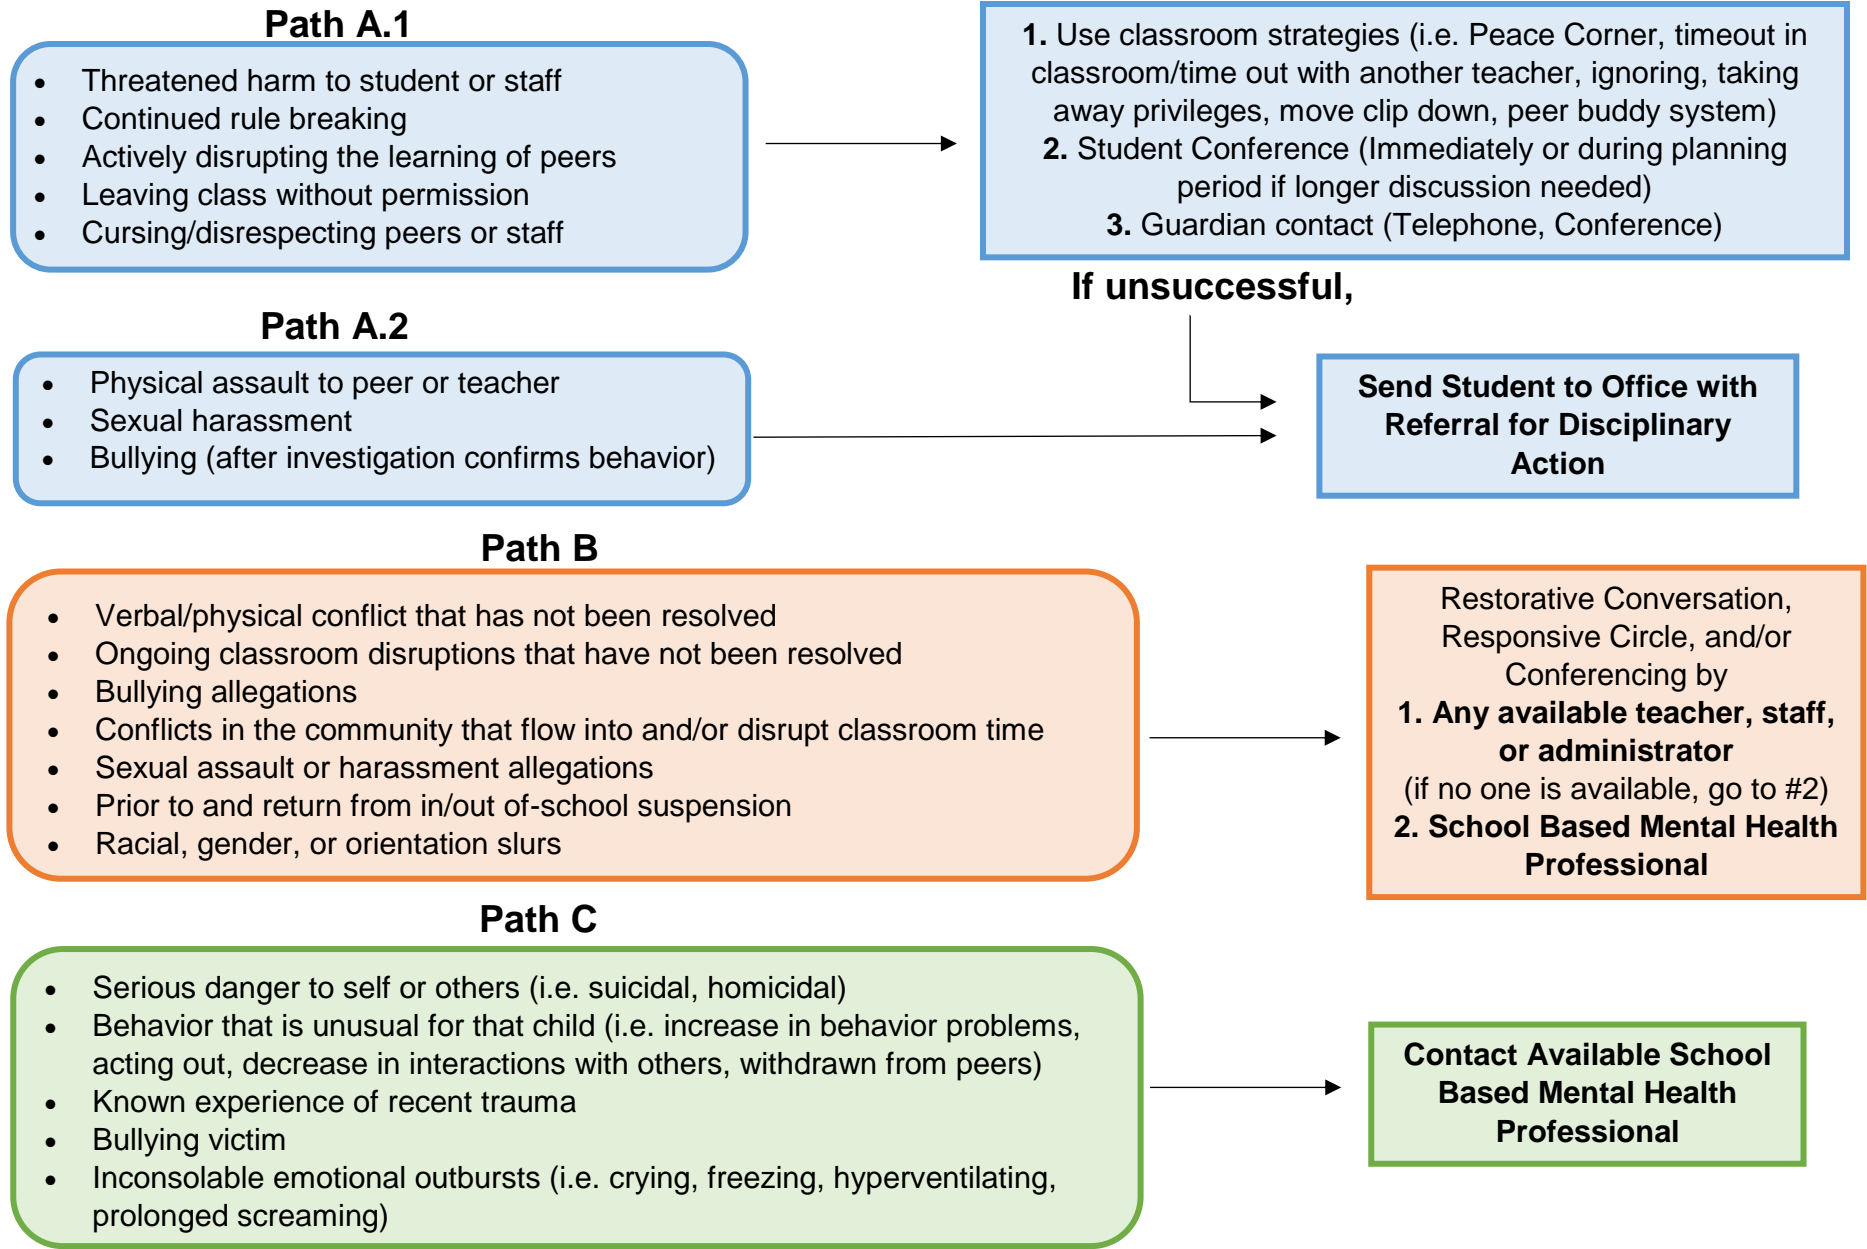 Path A.1
• Threatened harm to student or staff
• Continued rule breaking
• Actively disrupting the learning of peers
• Leaving class without permission
• Cursing/disrespecting peers or staff
1. Use classroom strategies (i.e. Peace Corner, timeout in
classroom/time out with another teacher, ignoring, taking
away privileges, move clip down, peer buddy system)
2. Student Conference (Immediately or during planning
period if longer discussion needed)
3. Guardian contact (Telephone, Conference)
If unsuccessful,
Path A.2
• Physical assault to peer or teacher
• Sexual harassment
• Bullying (after investigation confirms behavior)
Send Student to Office with
Referral for Disciplinary
Action
Path B
• Verbal/physical conflict that has not been resolved
• Ongoing classroom disruptions that have not been resolved
• Bullying allegations
• Conflicts in the community that flow into and/or disrupt classroom time
• Sexual assault or harassment allegations
• Prior to and return from in/out of-school suspension
• Racial, gender, or orientation slurs
Restorative Conversation,
Responsive Circle, and/or
Conferencing by
1. Any available teacher, staff,
or administrator
(if no one is available, go to #2)
2. School Based Mental Health
Professional
Path C
• Serious danger to self or others (i.e. suicidal, homicidal)
• Behavior that is unusual for that child (i.e. increase in behavior problems,
acting out, decrease in interactions with others, withdrawn from peers)
• Known experience of recent trauma
• Bullying victim
• Inconsolable emotional outbursts (i.e. crying, freezing, hyperventilating,
prolonged screaming)
Contact Available School
Based Mental Health
Professional